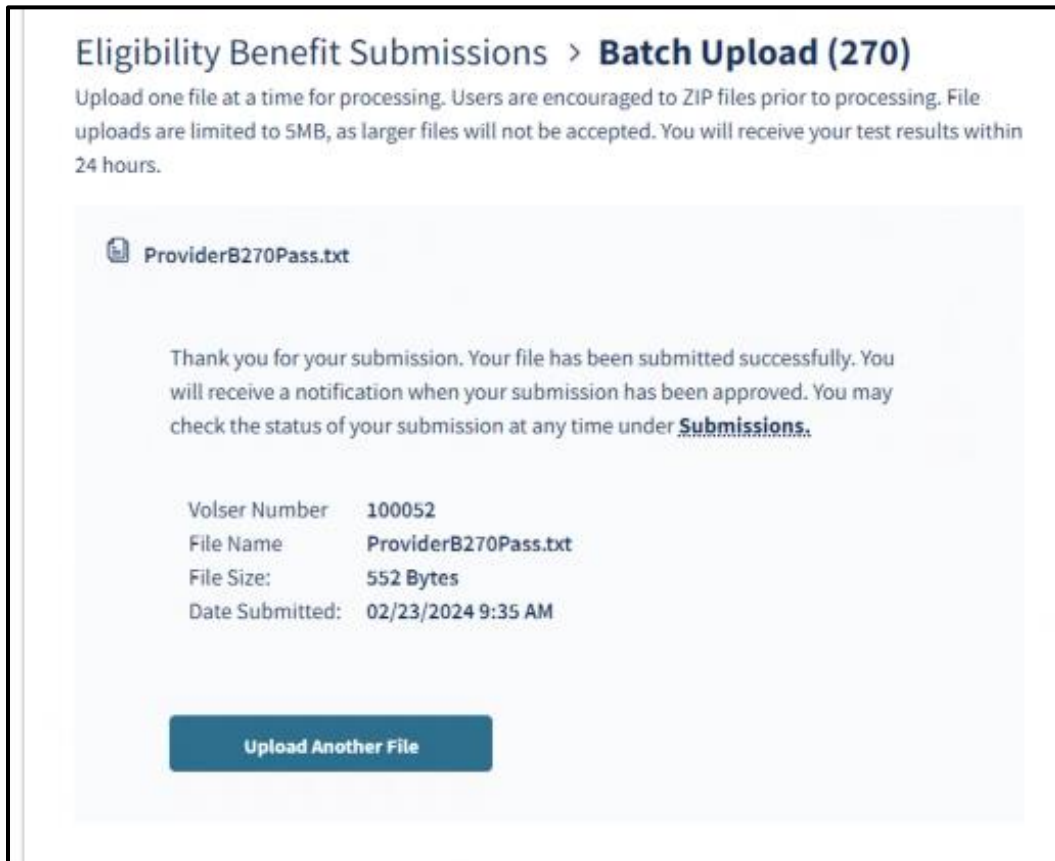 Eligibility Benefit Submissions > Batch Upload (270)
Upload one file at a time for processing. Users are encouraged to ZIP files prior to processing. File
uploads are limited to 5MB, as larger files will not be accepted. You will receive your test results within
24 hours.
ProviderB270Pass.txt
Thank you for your submission. Your file has been submitted successfully. You
will receive a notification when your submission has been approved. You may
check the status of your submission at any time under Submissions.
Volser Number 100052
File Name ProviderB270Pass.txt
File Size: 552 Bytes
Date Submitted: 02/23/2024 9:35 AM
Upload Another File